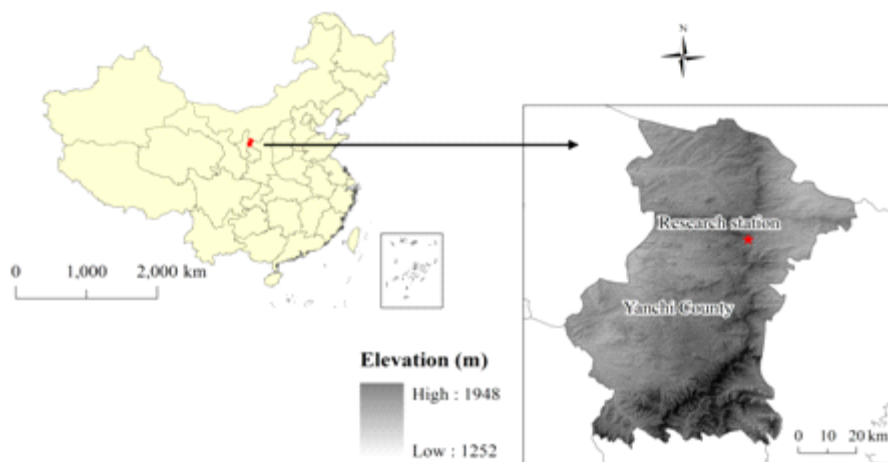 N
Research station
Yanchi County
0 1,000 2,000 km
Elevation (m)
High : 1948
Low : 1252
0 10 20 km